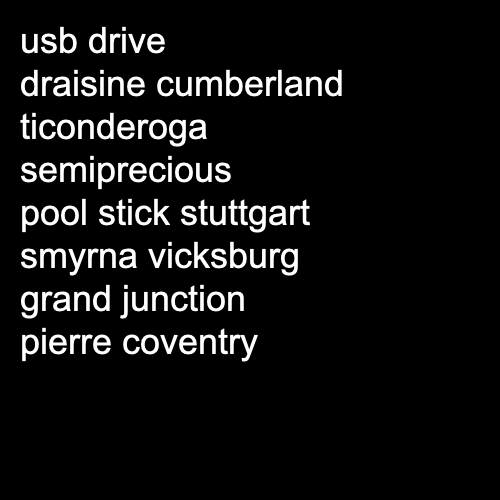 usb drive
draisine cumberland
ticonderoga
semiprecious
pool stick stuttgart
smyrna vicksburg
grand junction
pierre coventry